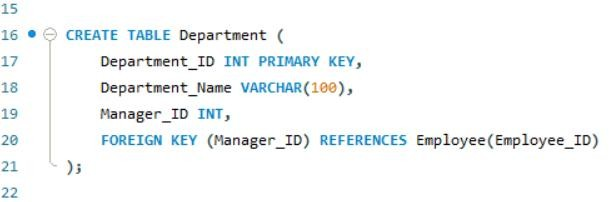 15
16 CREATE TABLE Department (
17 Department_ID INT PRIMARY KEY,
18 Department_Name VARCHAR(100),
19 Manager_ID INT,
20 FOREIGN KEY (Manager_ID) REFERENCES Employee(Employee_ID)
21 );
22